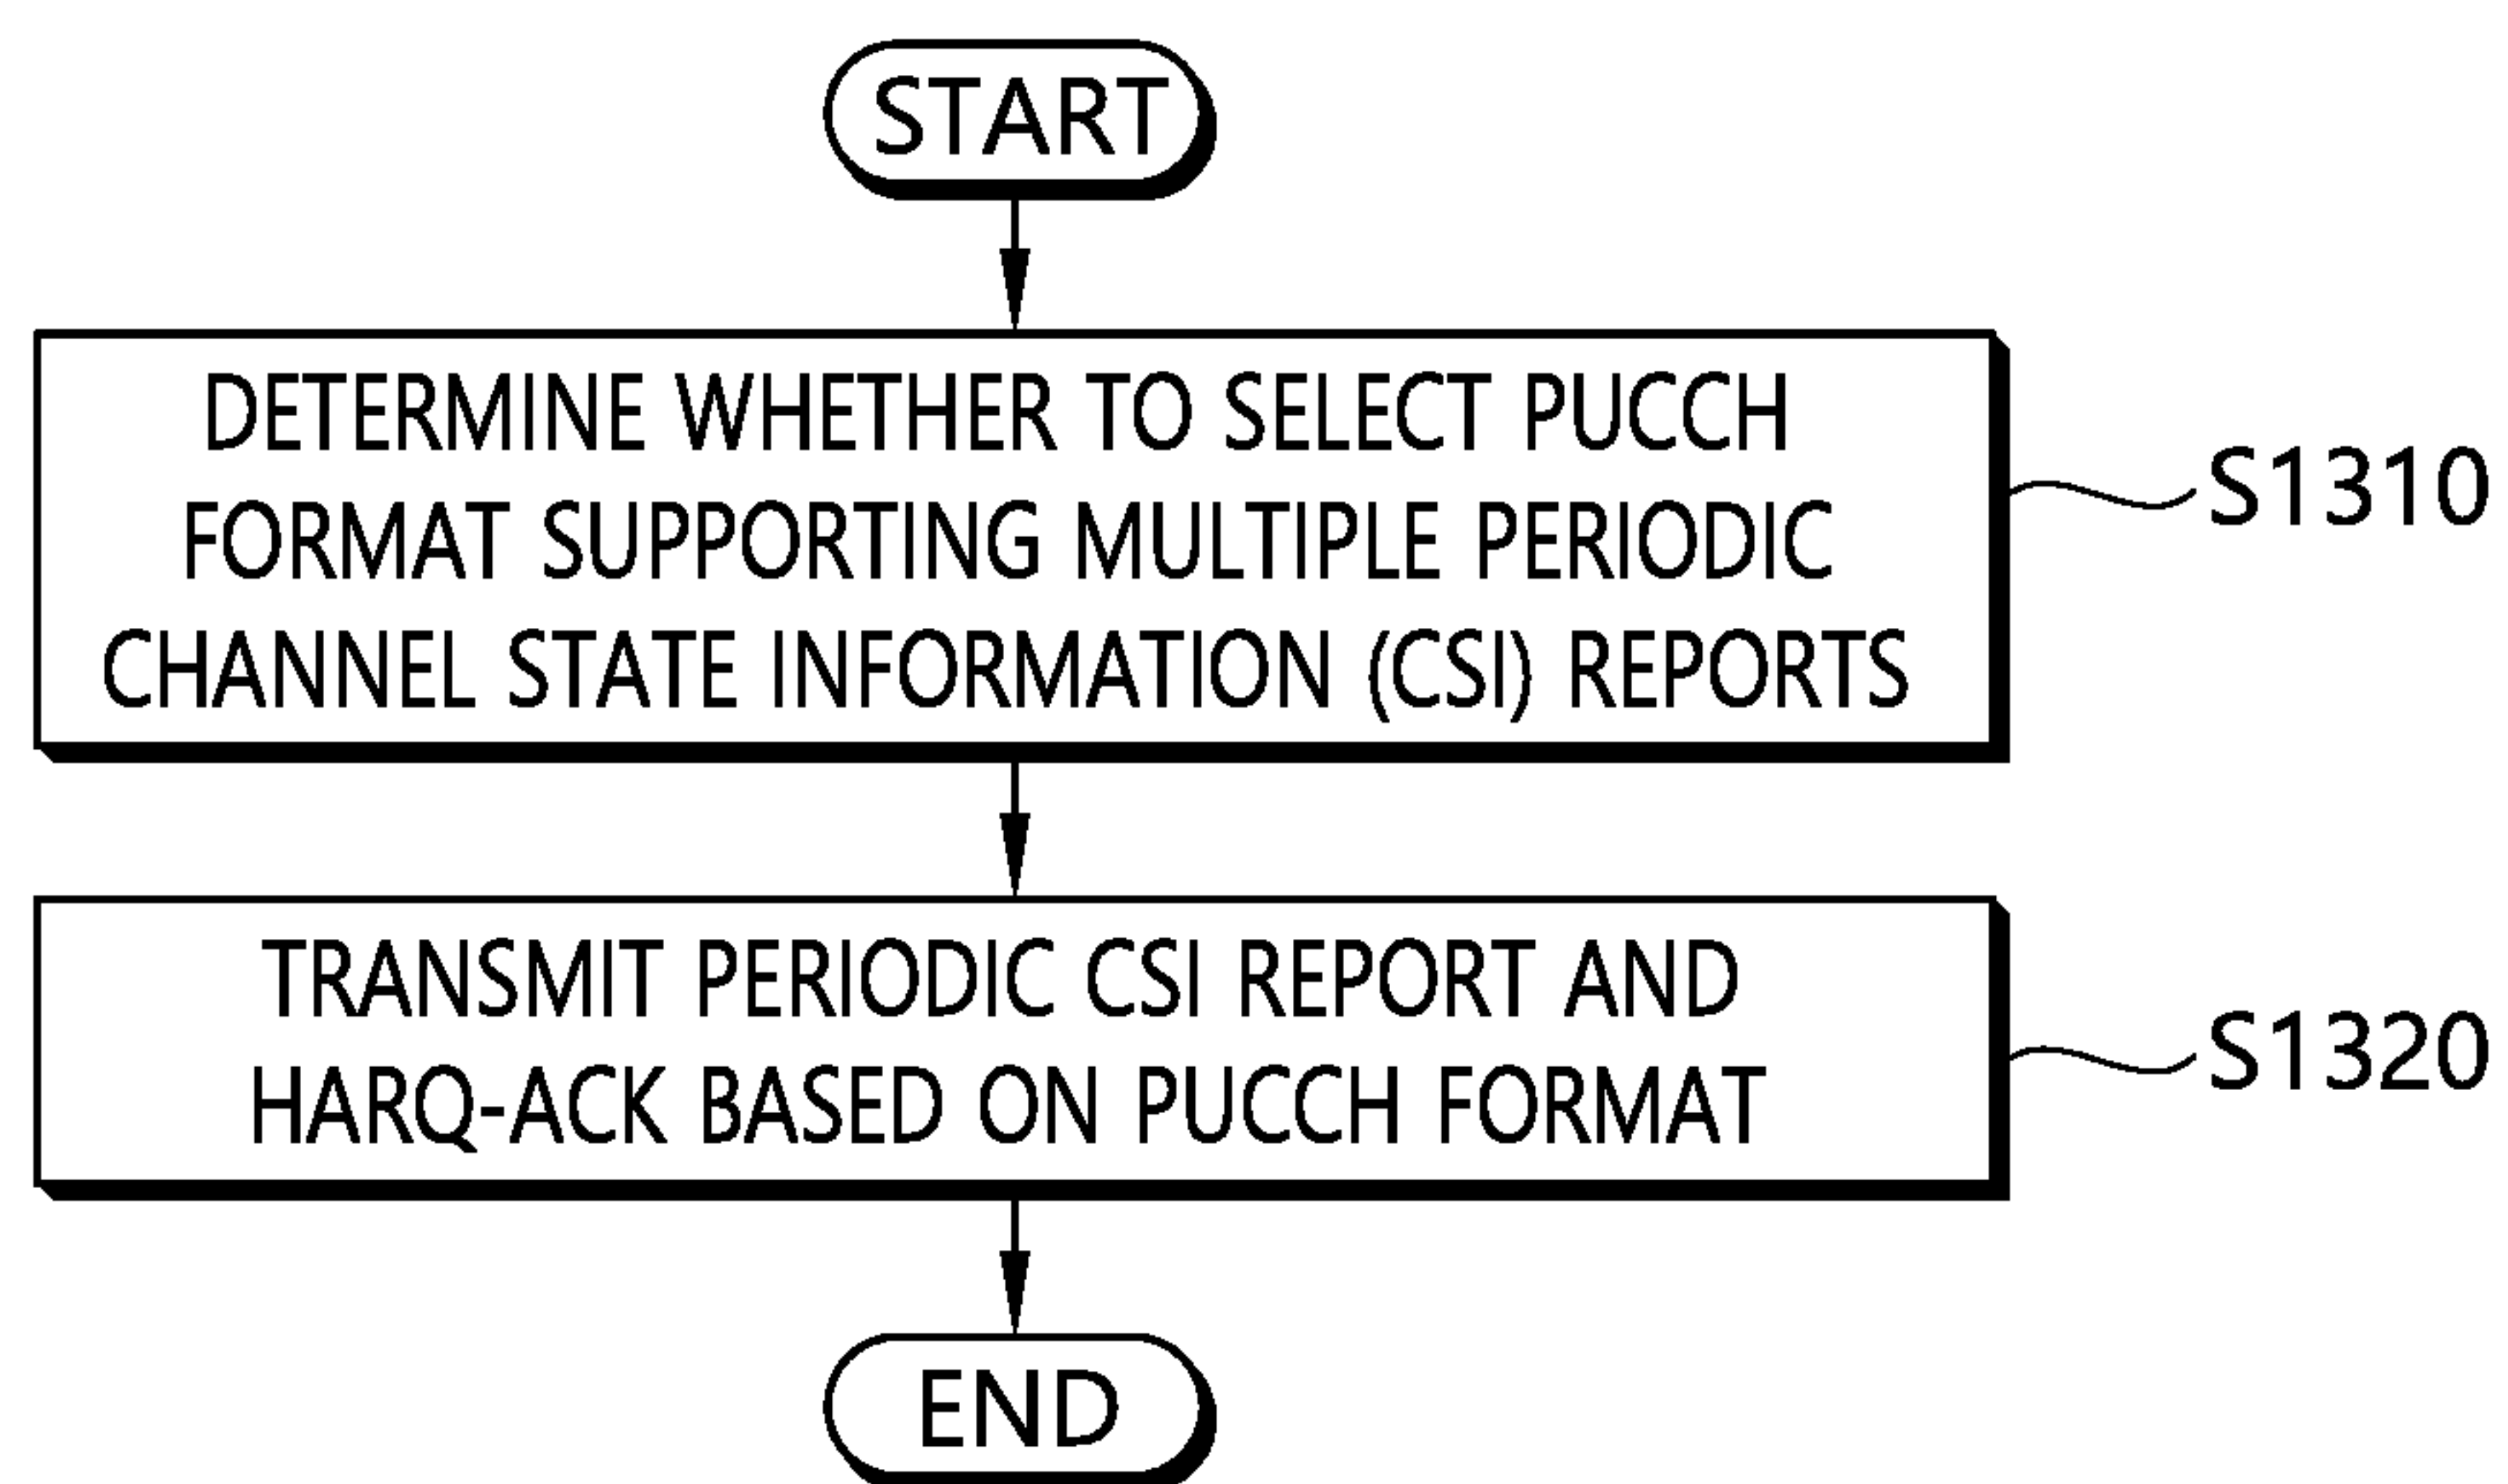 START
DETERMINE WHETHER TO SELECT PUCCH
FORMAT SUPPORTING MULTIPLE PERIODIC
CHANNEL STATE INFORMATION (CSI) REPORTS
S1310
TRANSMIT PERIODIC CSI REPORT AND
HARQ-ACK BASED ON PUCCH FORMAT
S1320
END